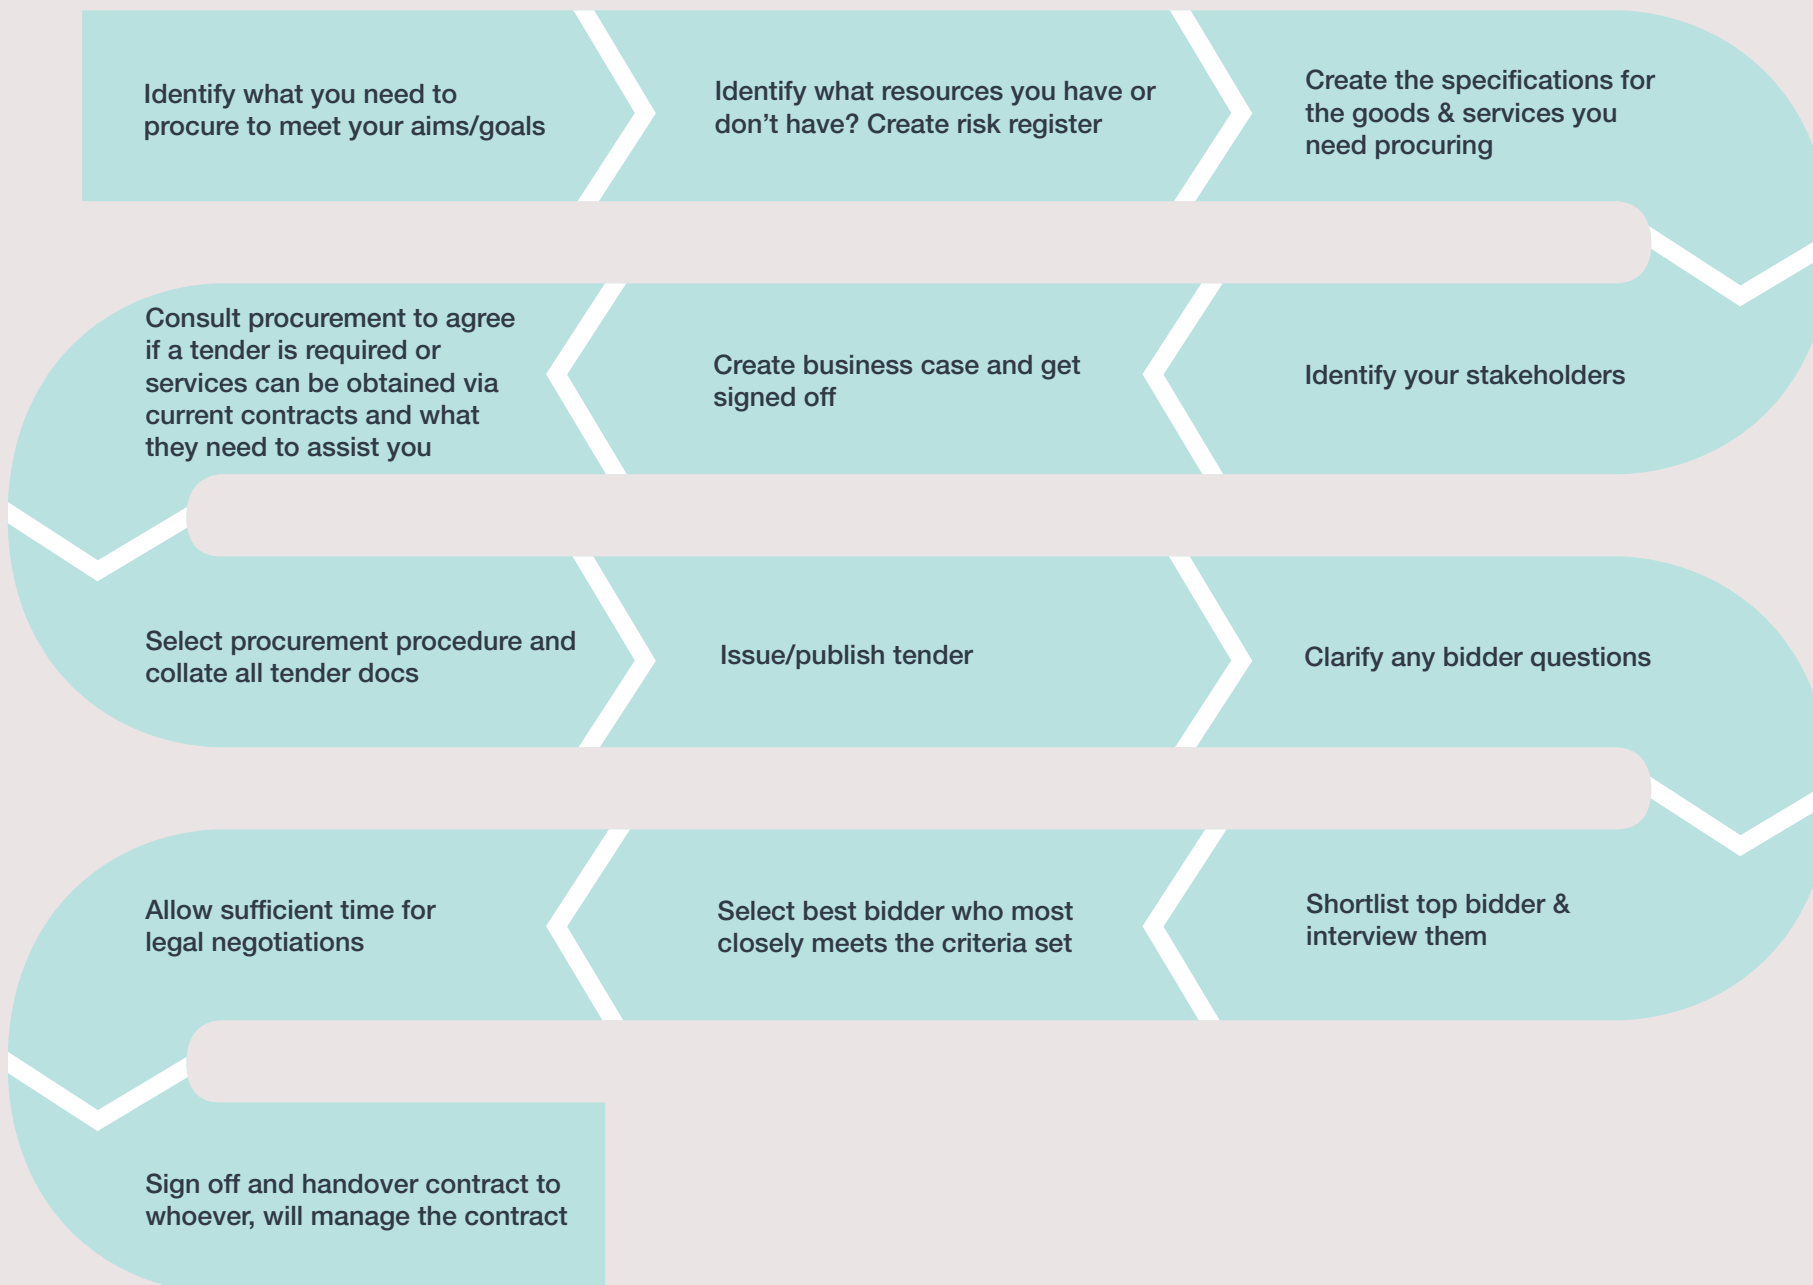 Identify what you need to
procure to meet your aims/goals
Identify what resources you have or
don't have? Create risk register
Create the specifications for
the goods & services you
need procuring
Identify your stakeholders
Create business case and get
signed off
Consult procurement to agree
if a tender is required or
services can be obtained via
current contracts and what
they need to assist you
Select procurement procedure and
collate all tender docs
Issue/publish tender
Clarify any bidder questions
Shortlist top bidder &
interview them
Select best bidder who most
closely meets the criteria set
Allow sufficient time for
legal negotiations
Sign off and handover contract to
whoever, will manage the contract